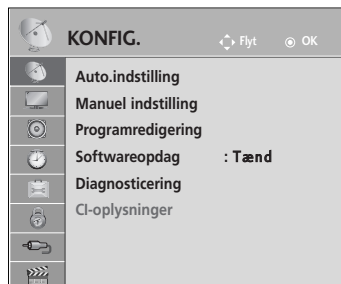 KONFIG. Flyt OK
Auto.indstilling
Manuel indstilling
Programredigering
Softwareopdag : Tænd
Diagnosticering
CI-oplysninger